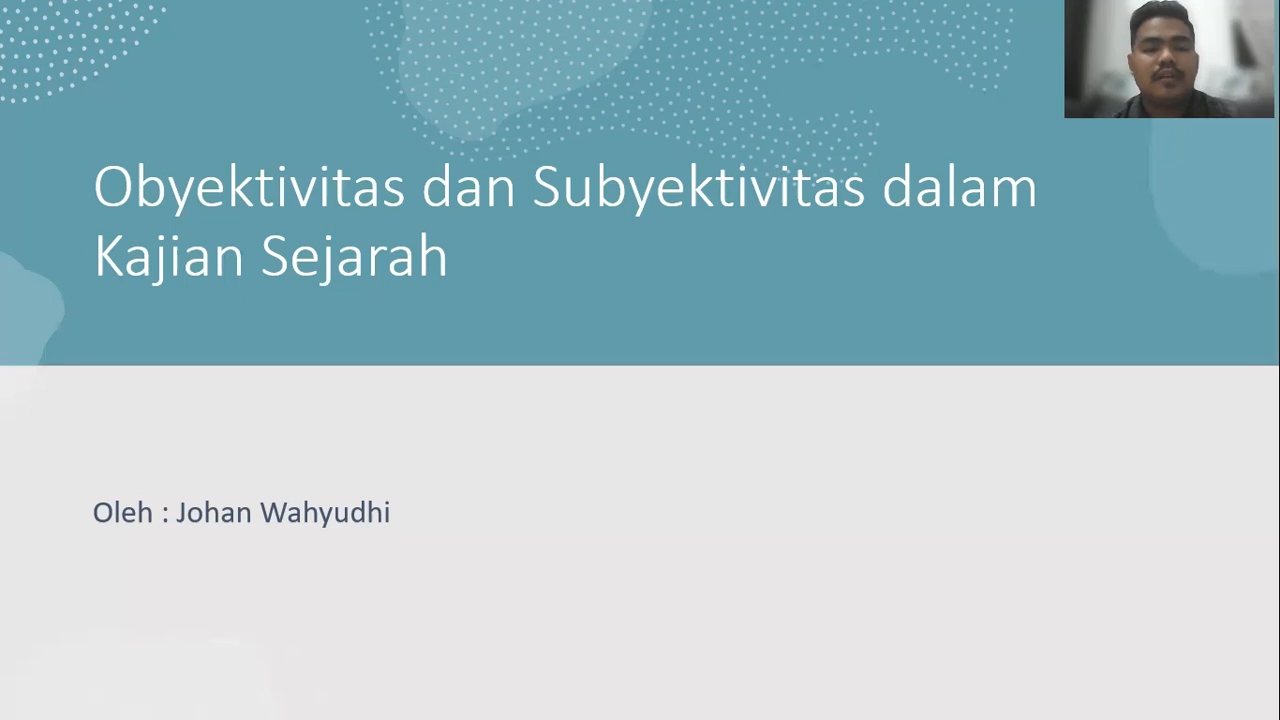 Obyektivitas dan Subyektivitas dalam
Kajian Sejarah
Oleh : Johan Wahyudhi